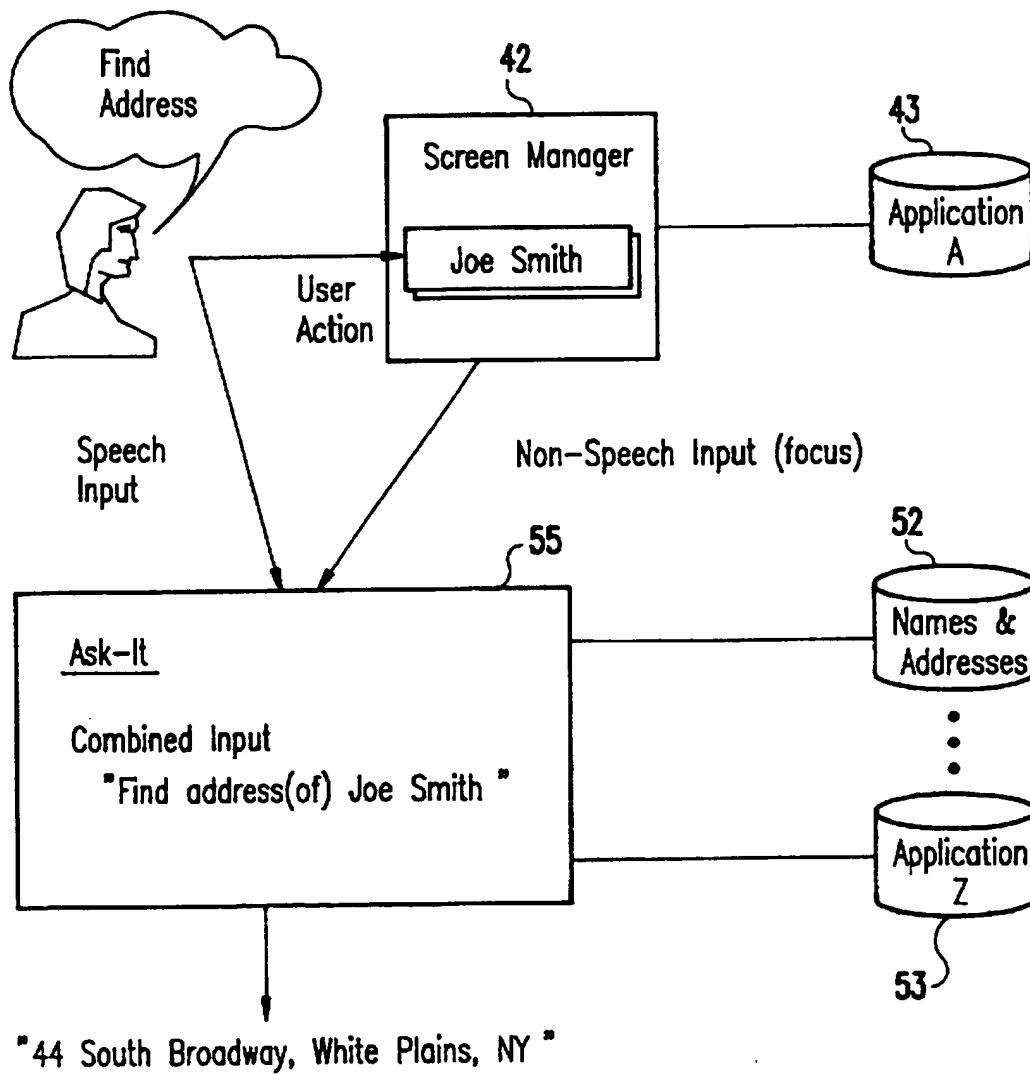 Find
Address
42
Screen Manager
43
Application
A
Joe Smith
User
Action
Speech
Input
Non-Speech Input (focus)
55
52
Ask-It
Names &
Addresses
Combined Input
"Find address(of) Joe Smith "
Application
Z
53
"44 South Broadway, White Plains, NY "